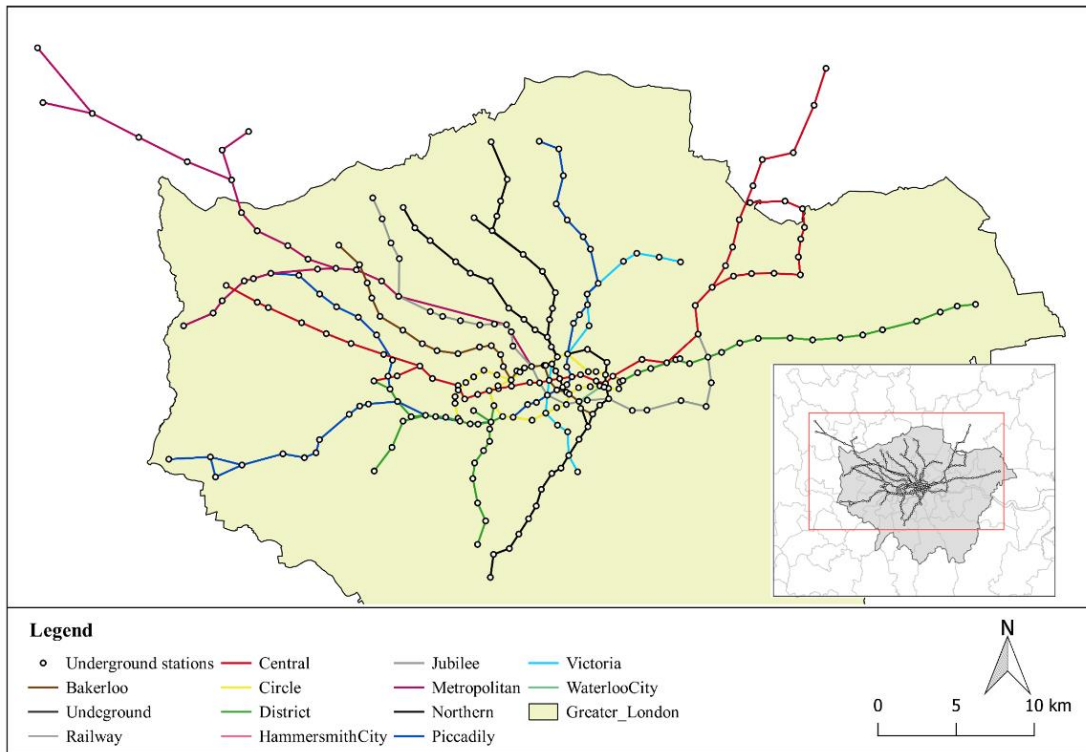 Legend
Underground stations
Bakerloo
Undeground
Railway
Central
Circle
District
HammersmithCity
Jubilee
Metropolitan
Northern
Piccadily
Victoria
WaterlooCity
Greater_London
N
0 5 10 km